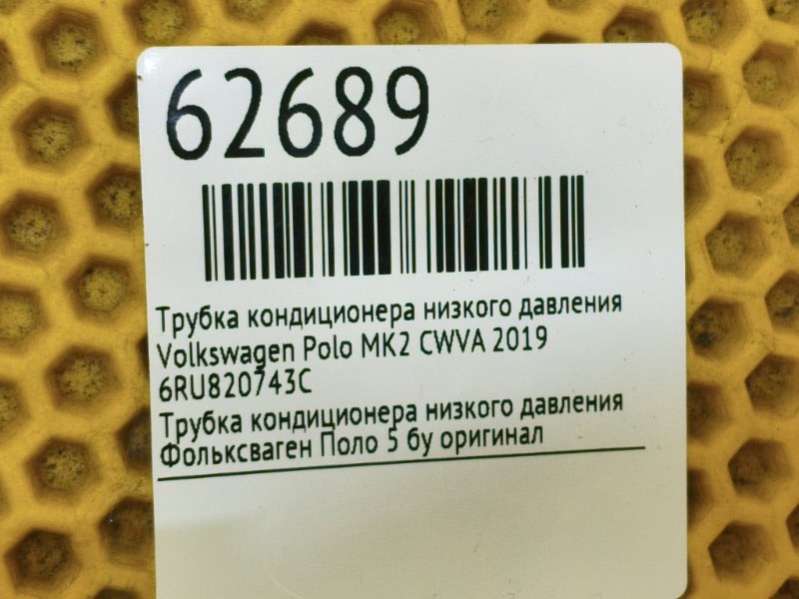 62689
Трубка кондиционера низкого давления
Volkswagen Polo MK2 CWVA 2019
6RU820743C
Трубка кондиционера низкого давления
Фольксваген Поло 5 бу оригинал